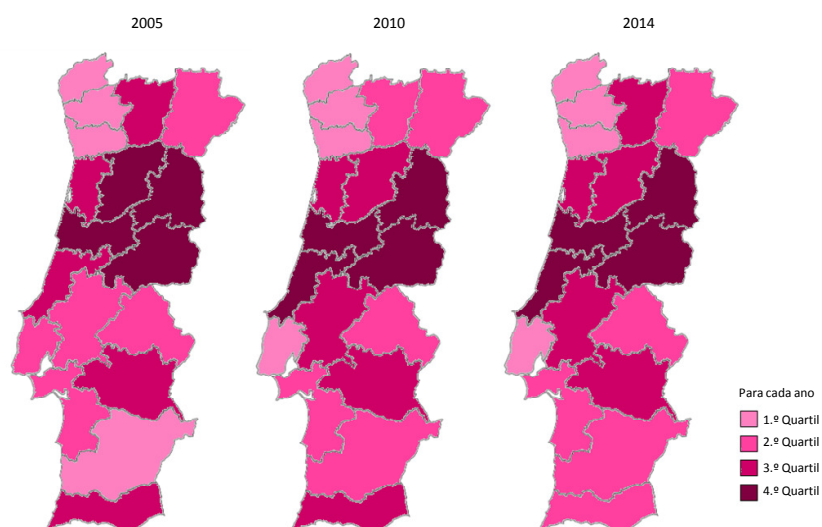 2005
2010
2014
Para cada ano
1.º Quartil
2.º Quartil
3.º Quartil
4.º Quartil